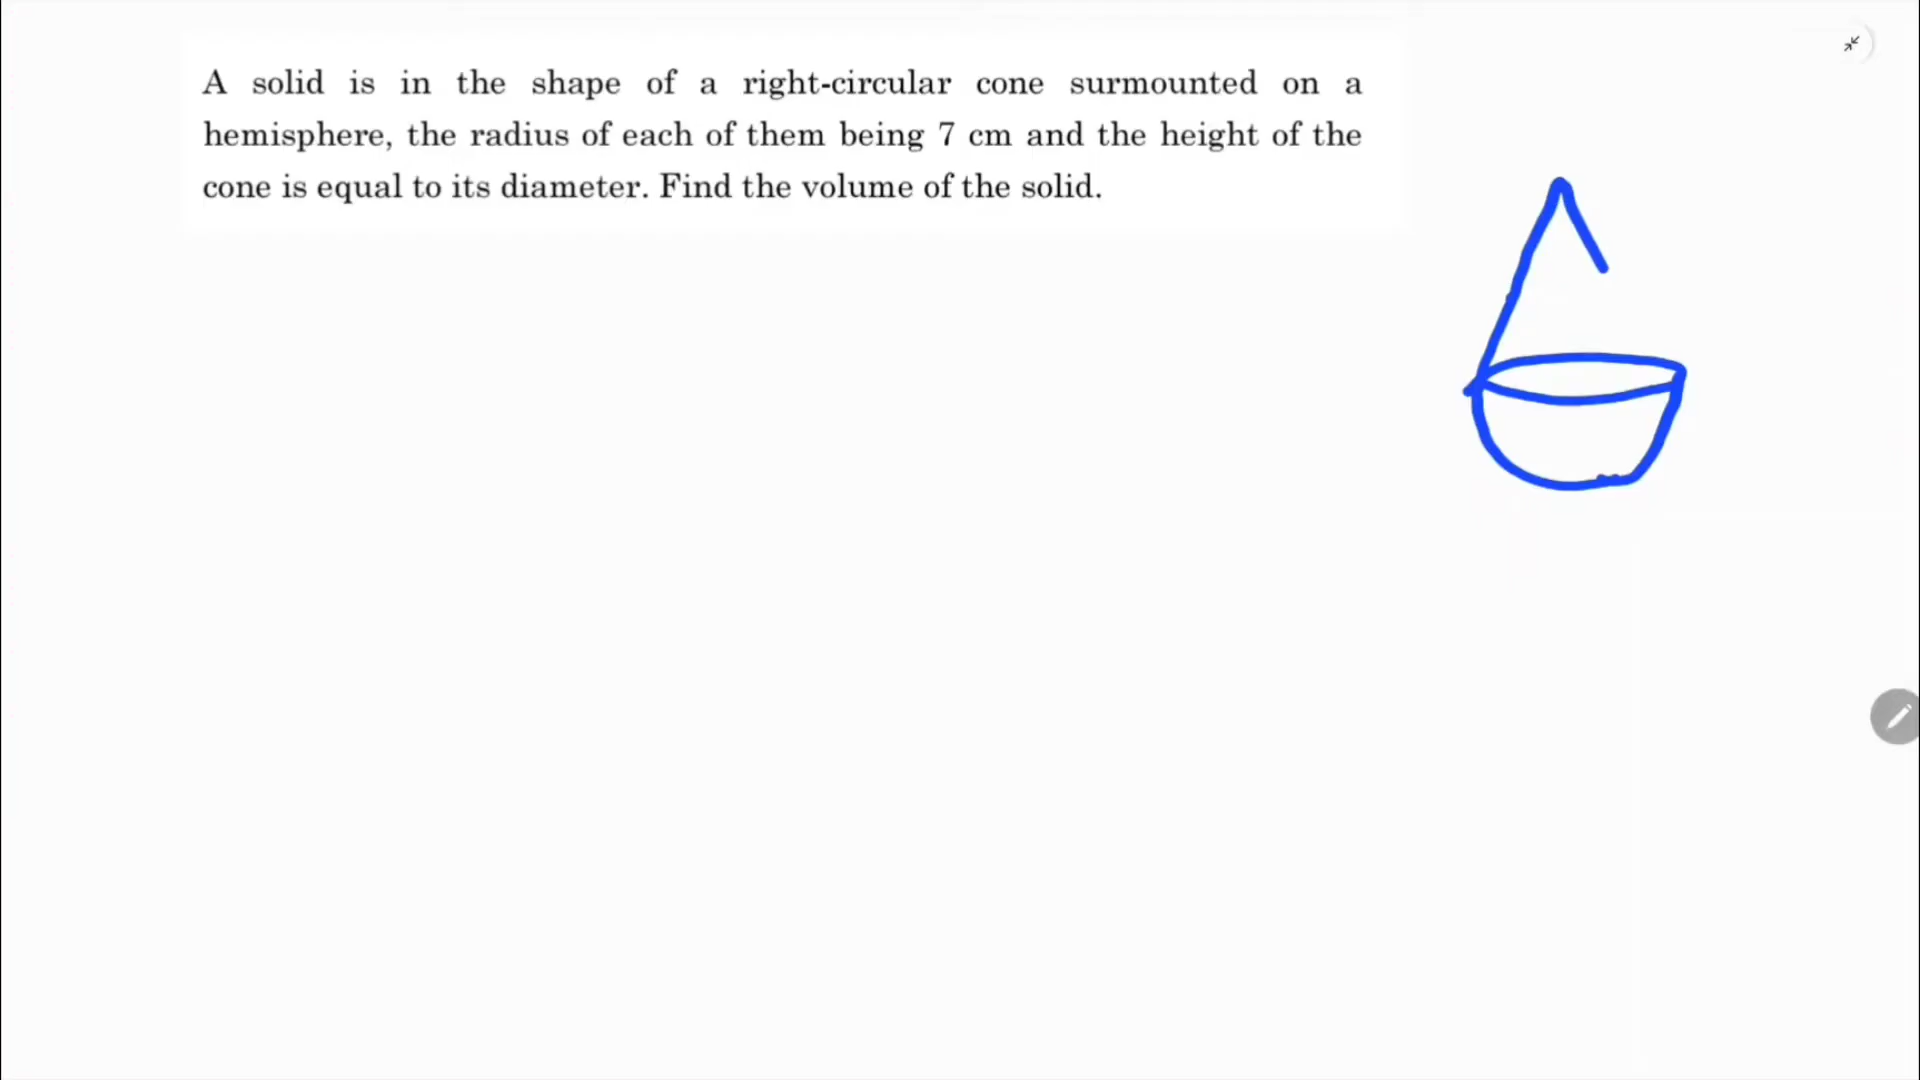 A solid is in the shape of a right-circular cone surmounted on a
hemisphere, the radius of each of them being 7 cm and the height of the
cone is equal to its diameter. Find the volume of the solid.